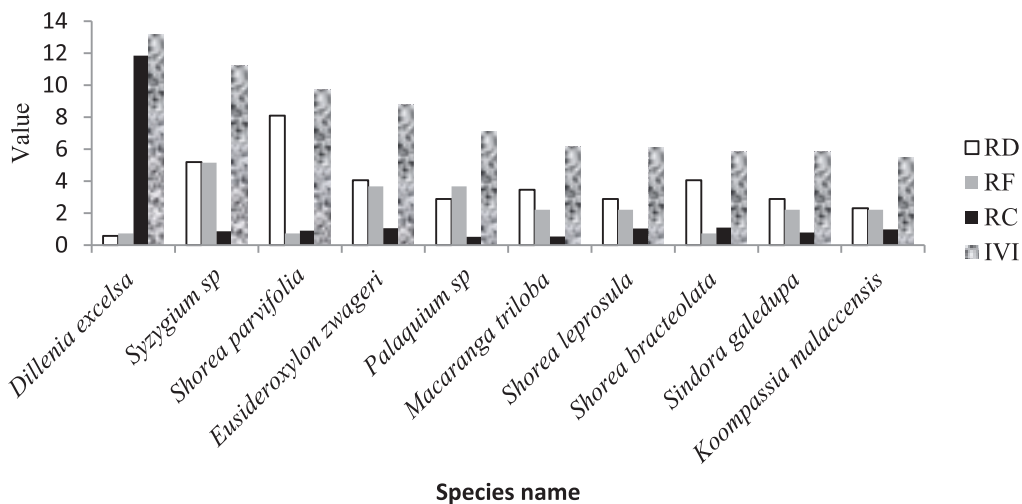 14
12
10
8
6
4
2
0
Value
Dillenia excelsa
Syzygium sp
Shorea parvifolia
Eusideroxylon zwageri
Palaquium sp
Macaranga triloba
Shorea leprosula
Shorea bracteolata
Sindora galedupa
Koompassia malaccensis
Species name
RD
RF
RC
IVI